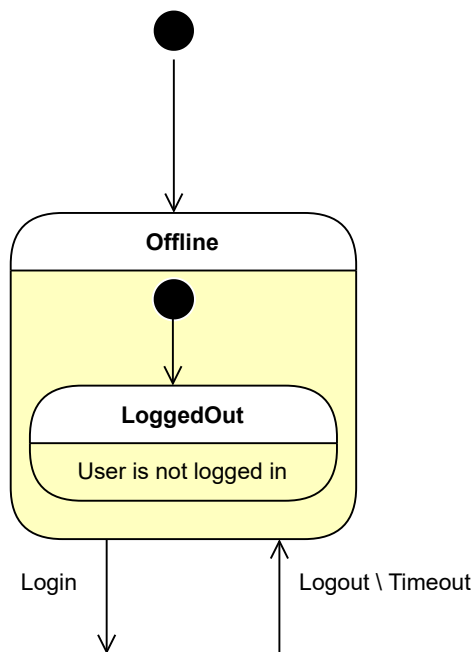 Offline
LoggedOut
User is not logged in
Login
Logout \ Timeout